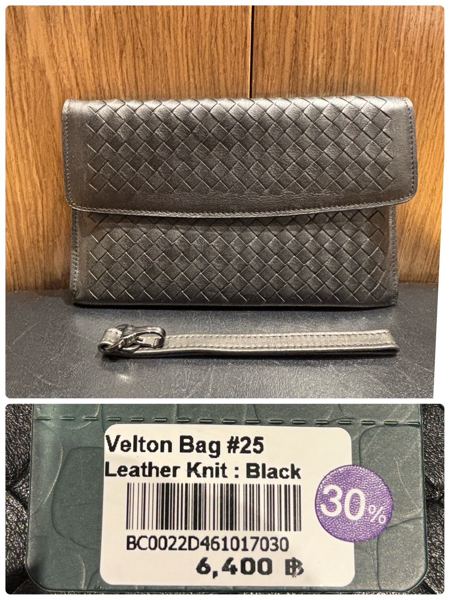 Velton Bag #25
Leather Knit : Black
30%
BC0022D461017030
6,400 ฿